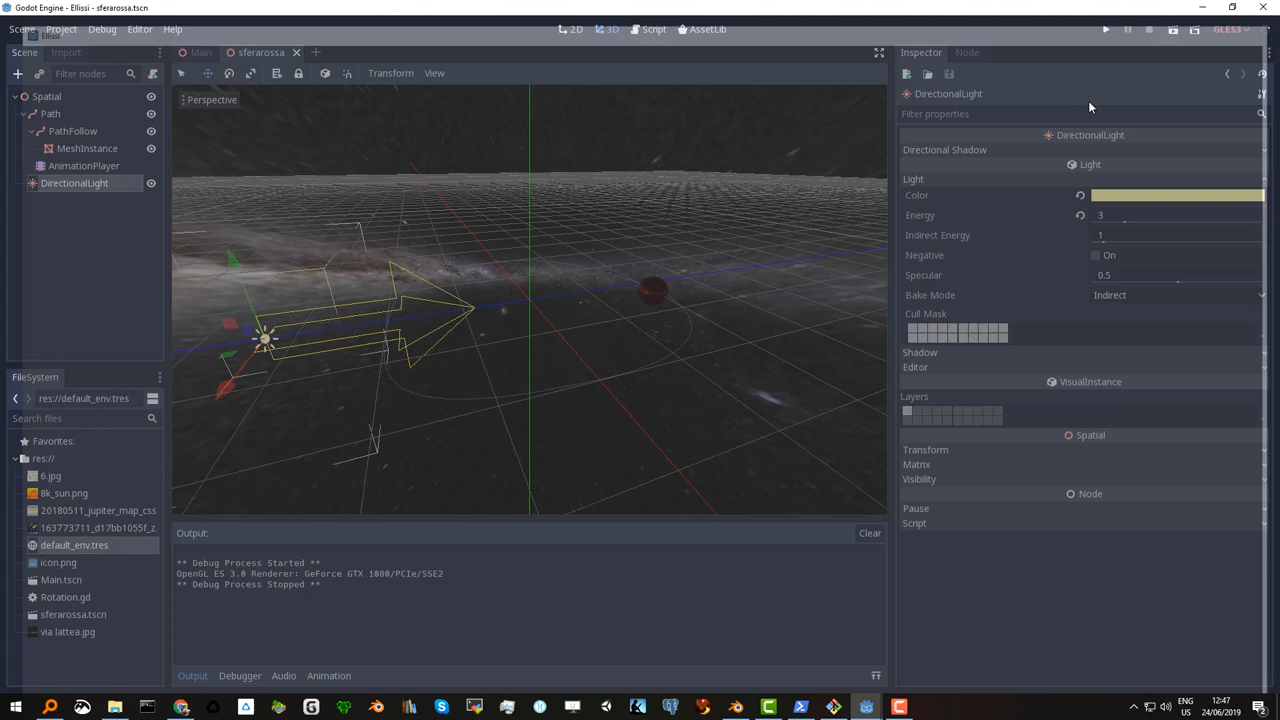 Godot Engine - Ellissi - sferarossa.tscn
Scene Project Debug Editor Help
Ellissi
2D 3D Script AssetLib
GLES3
Scene Import
Filter nodes
Spatial
Path
PathFollow
MeshInstance
AnimationPlayer
DirectionalLight
FileSystem
res://default_env.tres
Search files
Favorites:
res://
6.jpg
8k_sun.png
20180511_jupiter_map_css
163773711_d17bb1055f_z.
default_env.tres
icon.png
Main.tscn
Rotation.gd
sferarossa.tscn
via lattea.jpg
Main sferarossa
Transform View
Perspective
Output: Clear
** Debug Process Started **
OpenGL ES 3.0 Renderer: GeForce GTX 1080/PCIe/SSE2
** Debug Process Stopped **
Output Debugger Audio Animation
Inspector Node
DirectionalLight
Filter properties
DirectionalLight
Directional Shadow
Light
Light
Color
Energy 3
Indirect Energy 1
Negative On
Specular 0.5
Bake Mode Indirect
Cull Mask
Shadow
Editor
VisualInstance
Layers
Spatial
Transform
Matrix
Visibility
Node
Pause
Script
ENG 12:47
US 24/06/2019